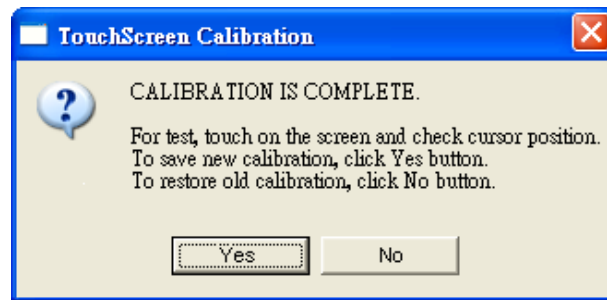 TouchScreen Calibration
CALIBRATION IS COMPLETE.
For test, touch on the screen and check cursor position.
To save new calibration, click Yes button.
To restore old calibration, click No button.
Yes
No